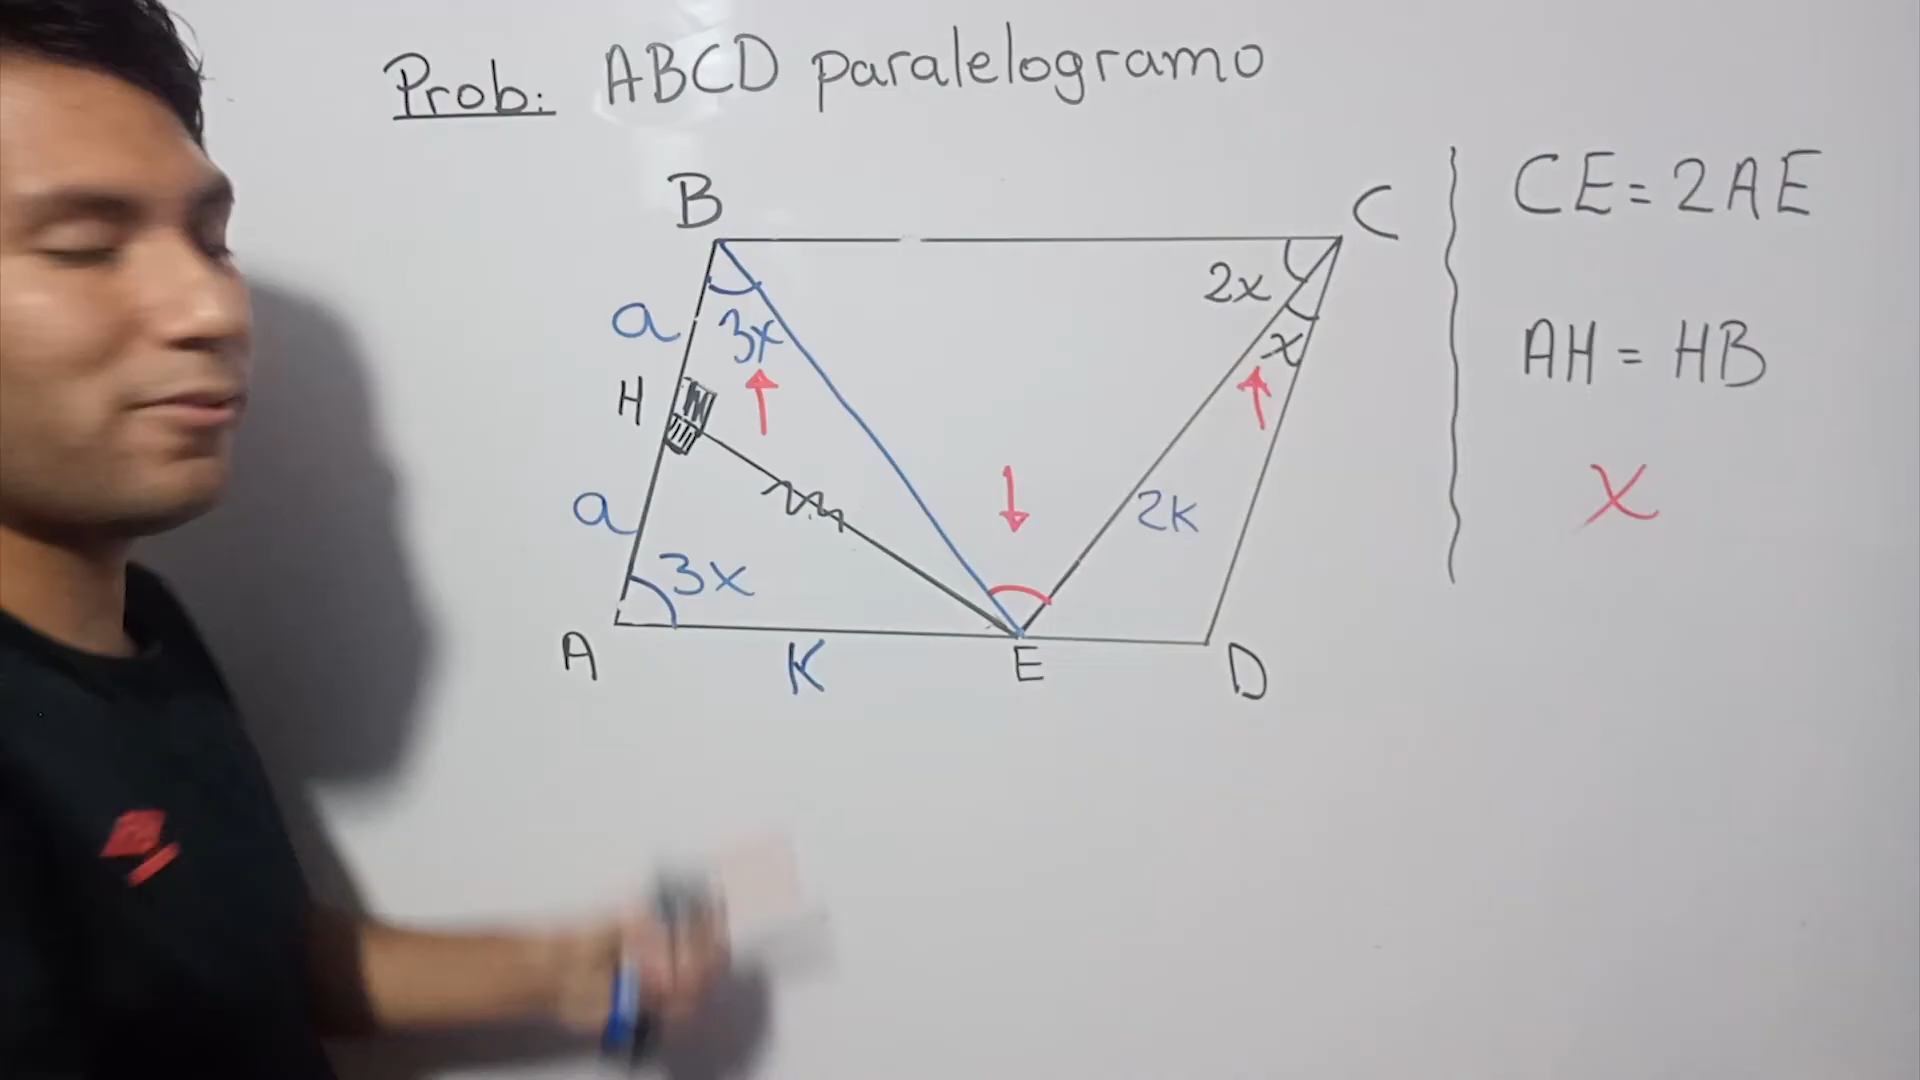 Prob: ABCD paralelogramo
B
C
CE = 2AE
2x
a
3x
x
H
AH = HB
a
2K
x
3x
A
K
E
D